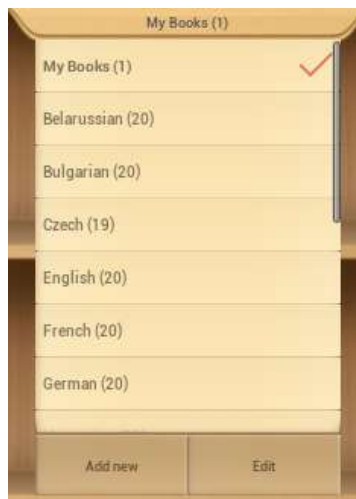 My Books (1)
My Books (1)
Belarussian (20)
Bulgarian (20)
Czech (19)
English (20)
French (20)
German (20)
Add new
Edit